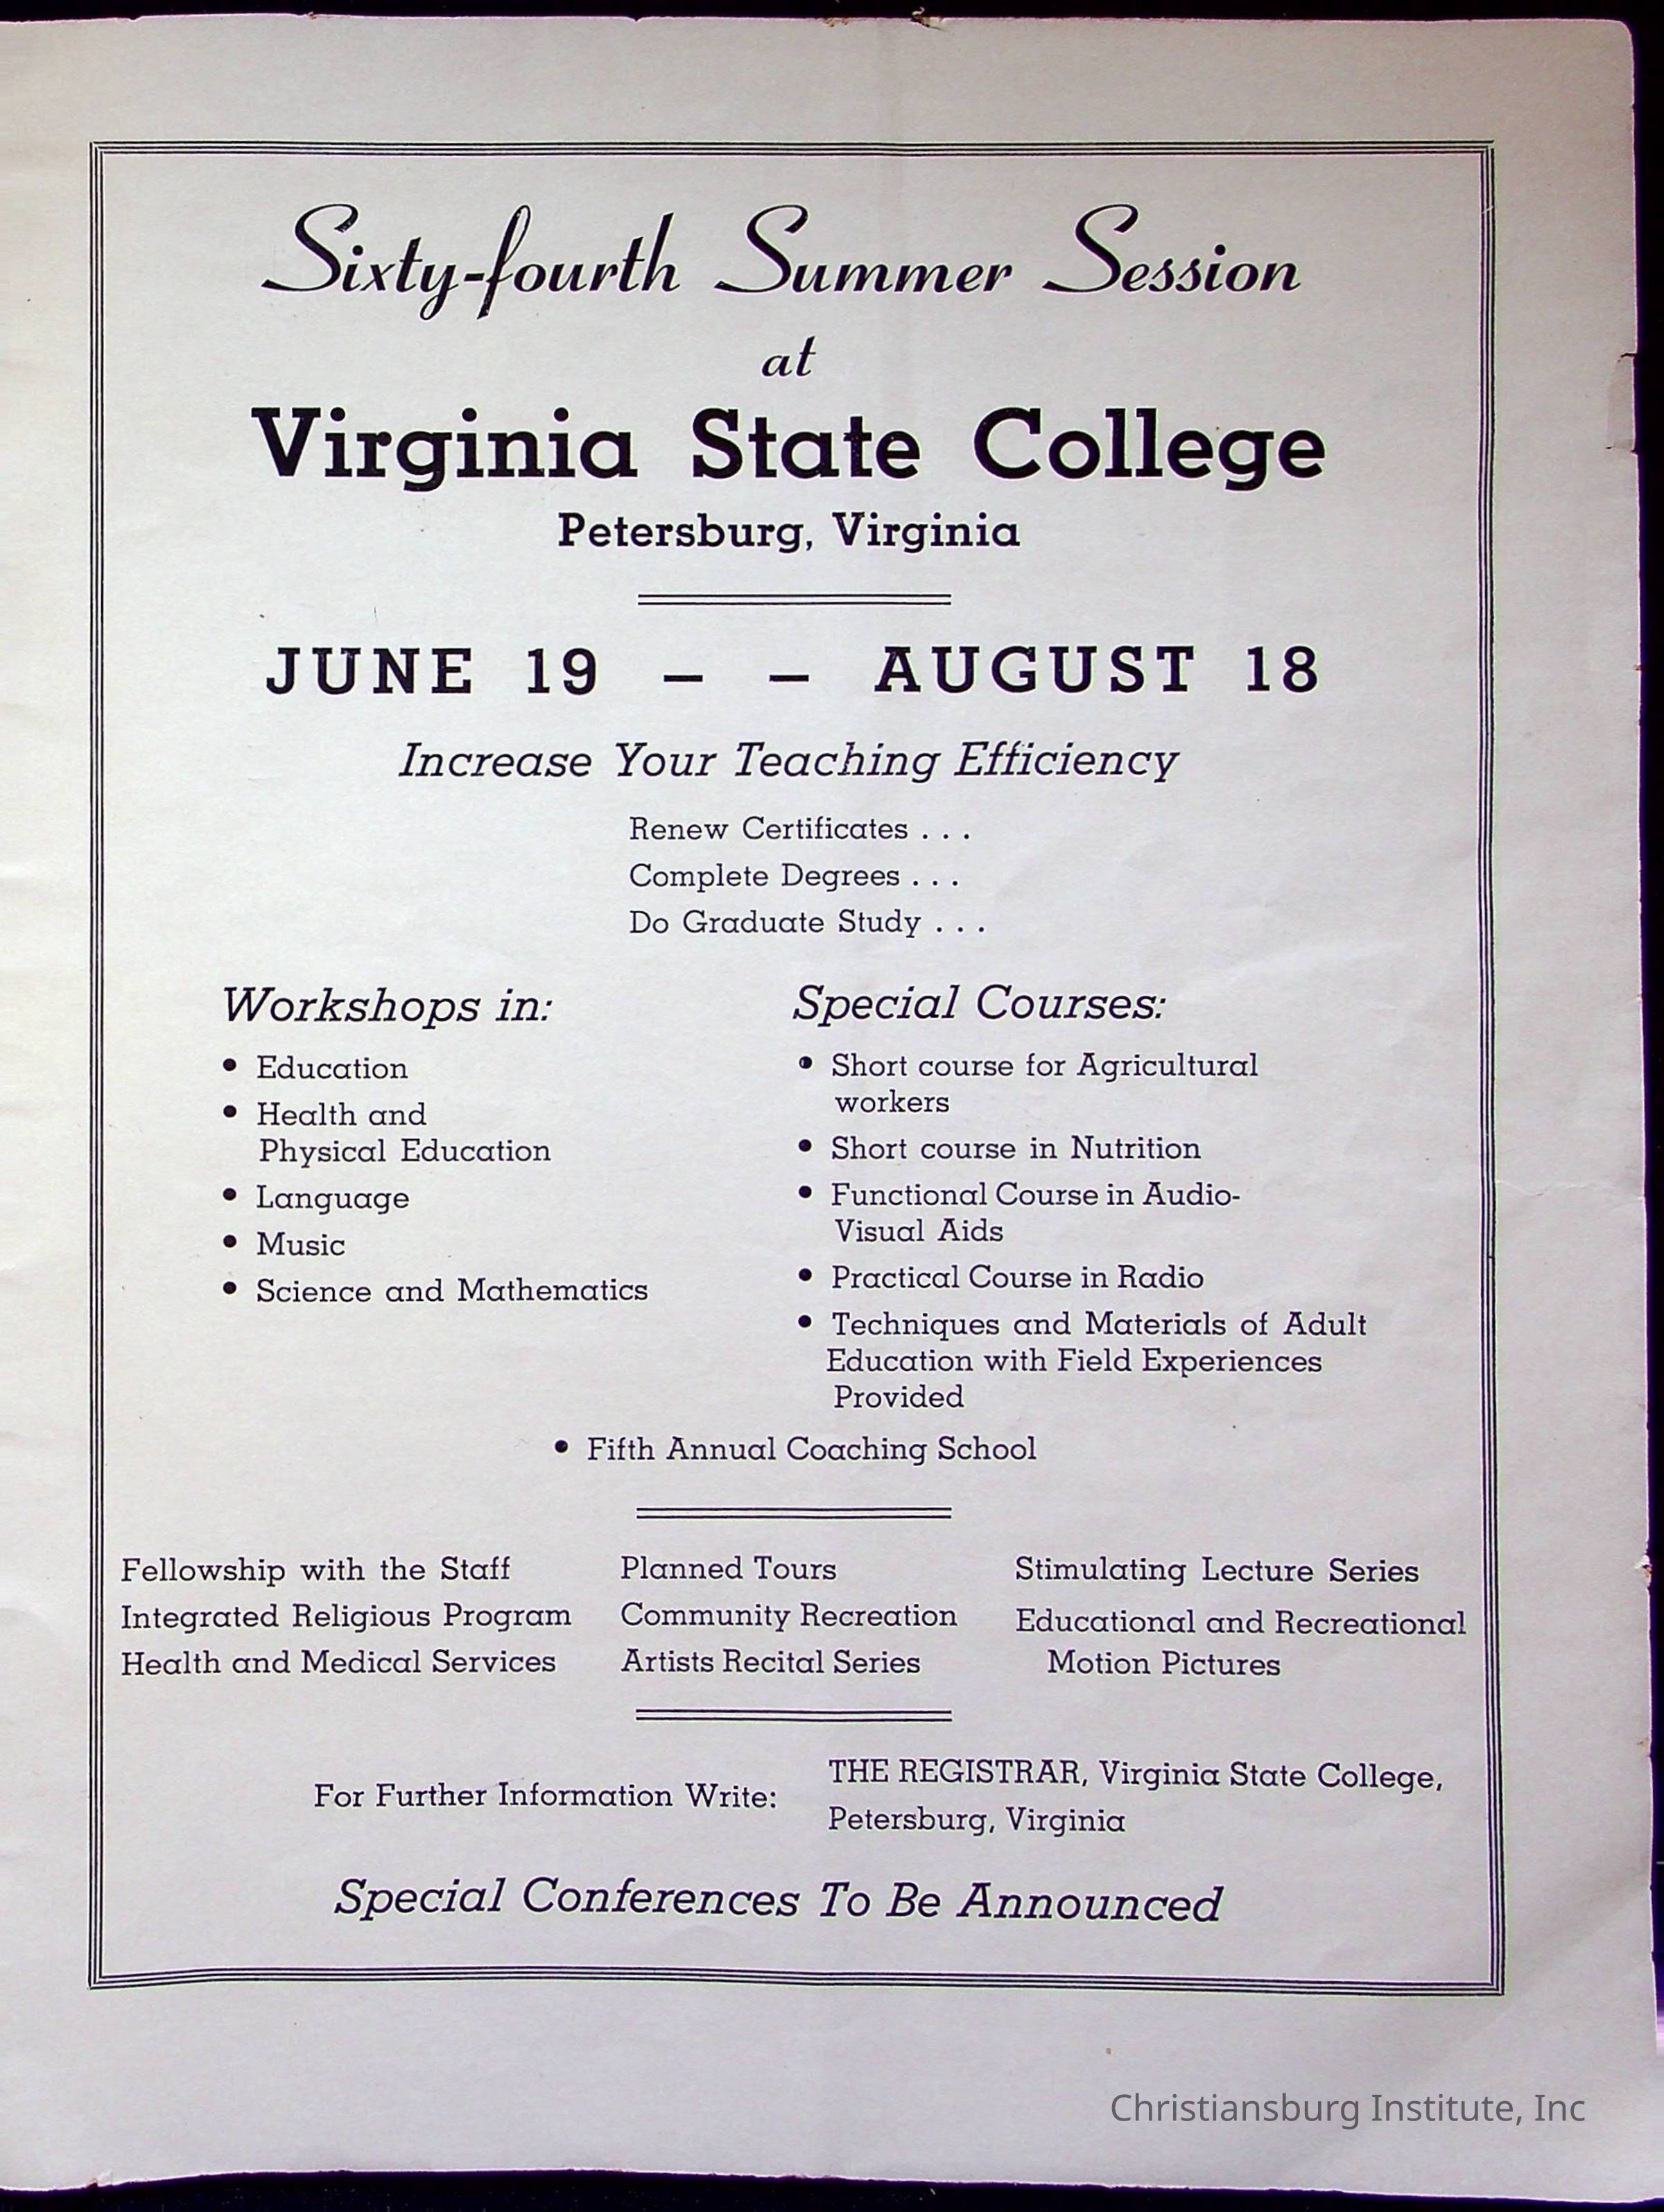 Sixty-fourth Summer Session
at
Virginia State College
Petersburg, Virginia
JUNE 19 — — AUGUST 18
Increase Your Teaching Efficiency
Renew Certificates . . .
Complete Degrees . . .
Do Graduate Study . . .
Workshops in:
• Education
• Health and
Physical Education
• Language
• Music
• Science and Mathematics
Special Courses:
• Short course for Agricultural
workers
• Short course in Nutrition
• Functional Course in Audio-
Visual Aids
• Practical Course in Radio
• Techniques and Materials of Adult
Education with Field Experiences
Provided
• Fifth Annual Coaching School
Fellowship with the Staff
Integrated Religious Program
Health and Medical Services
Planned Tours
Community Recreation
Artists Recital Series
Stimulating Lecture Series
Educational and Recreational
Motion Pictures
For Further Information Write:
THE REGISTRAR, Virginia State College,
Petersburg, Virginia
Special Conferences To Be Announced
Christiansburg Institute, Inc